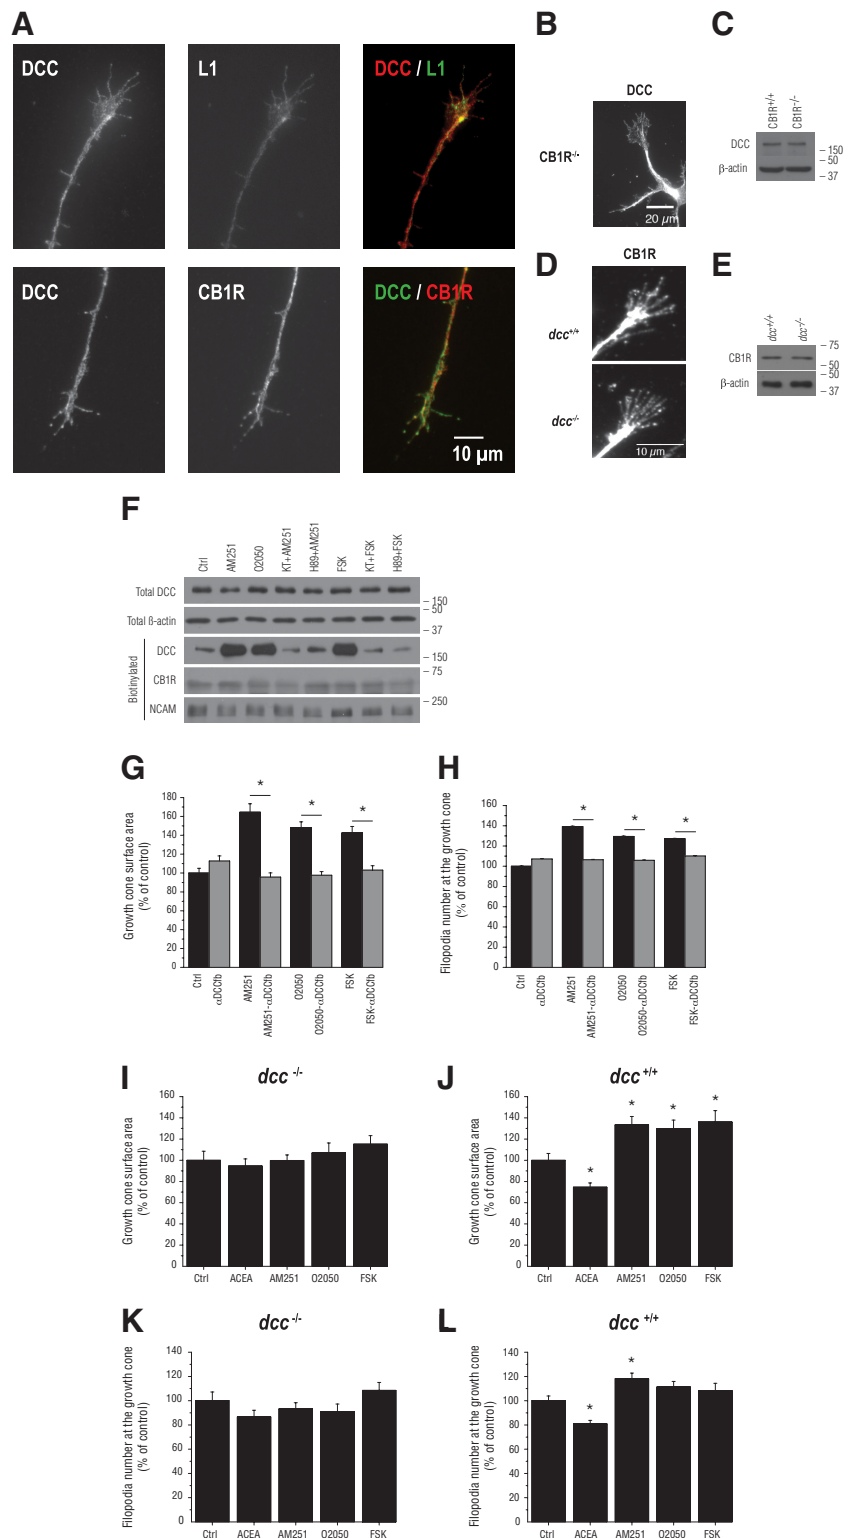 A
DCC
L1
DCC / L1
DCC
CB1R
DCC / CB1R
10 µm
B
DCC
CB1R-/-
20 µm
C
CB1R+/+
CB1R-/-
DCC
β-actin
– 150
– 50
– 37
D
CB1R
dcc+/+
dcc-/-
10 µm
E
dcc+/+
dcc-/-
CB1R
β-actin
– 75
– 50
– 37
F
Ctrl
AM251
O2050
KT+AM251
H89+AM251
FSK
KT+FSK
H89+FSK
Total DCC
– 150
Total ß-actin
– 50
– 37
Biotinylated
DCC
– 150
CB1R
– 75
NCAM
– 250
G
Growth cone surface area
(% of control)
180
160
140
120
100
80
60
40
20
0
*
*
*
Ctrl
αDCCfb
AM251
AM251-αDCCfb
O2050
O2050-αDCCfb
FSK
FSK-αDCCfb
H
Filopodia number at the growth cone
(% of control)
160
140
120
100
80
60
40
20
0
*
*
*
Ctrl
αDCCfb
AM251
AM251-αDCCfb
O2050
O2050-αDCCfb
FSK
FSK-αDCCfb
I
dcc -/-
Growth cone surface area
(% of control)
160
140
120
100
80
60
40
20
0
Ctrl ACEA AM251 O2050 FSK
J
dcc +/+
Growth cone surface area
(% of control)
160
140
120
100
80
60
40
20
0
*
*
*
*
Ctrl ACEA AM251 O2050 FSK
K
dcc -/-
Filopodia number at the growth cone
(% of control)
140
120
100
80
60
40
20
0
Ctrl ACEA AM251 O2050 FSK
L
dcc +/+
Filopodia number at the growth cone
(% of control)
140
120
100
80
60
40
20
0
*
*
Ctrl ACEA AM251 O2050 FSK